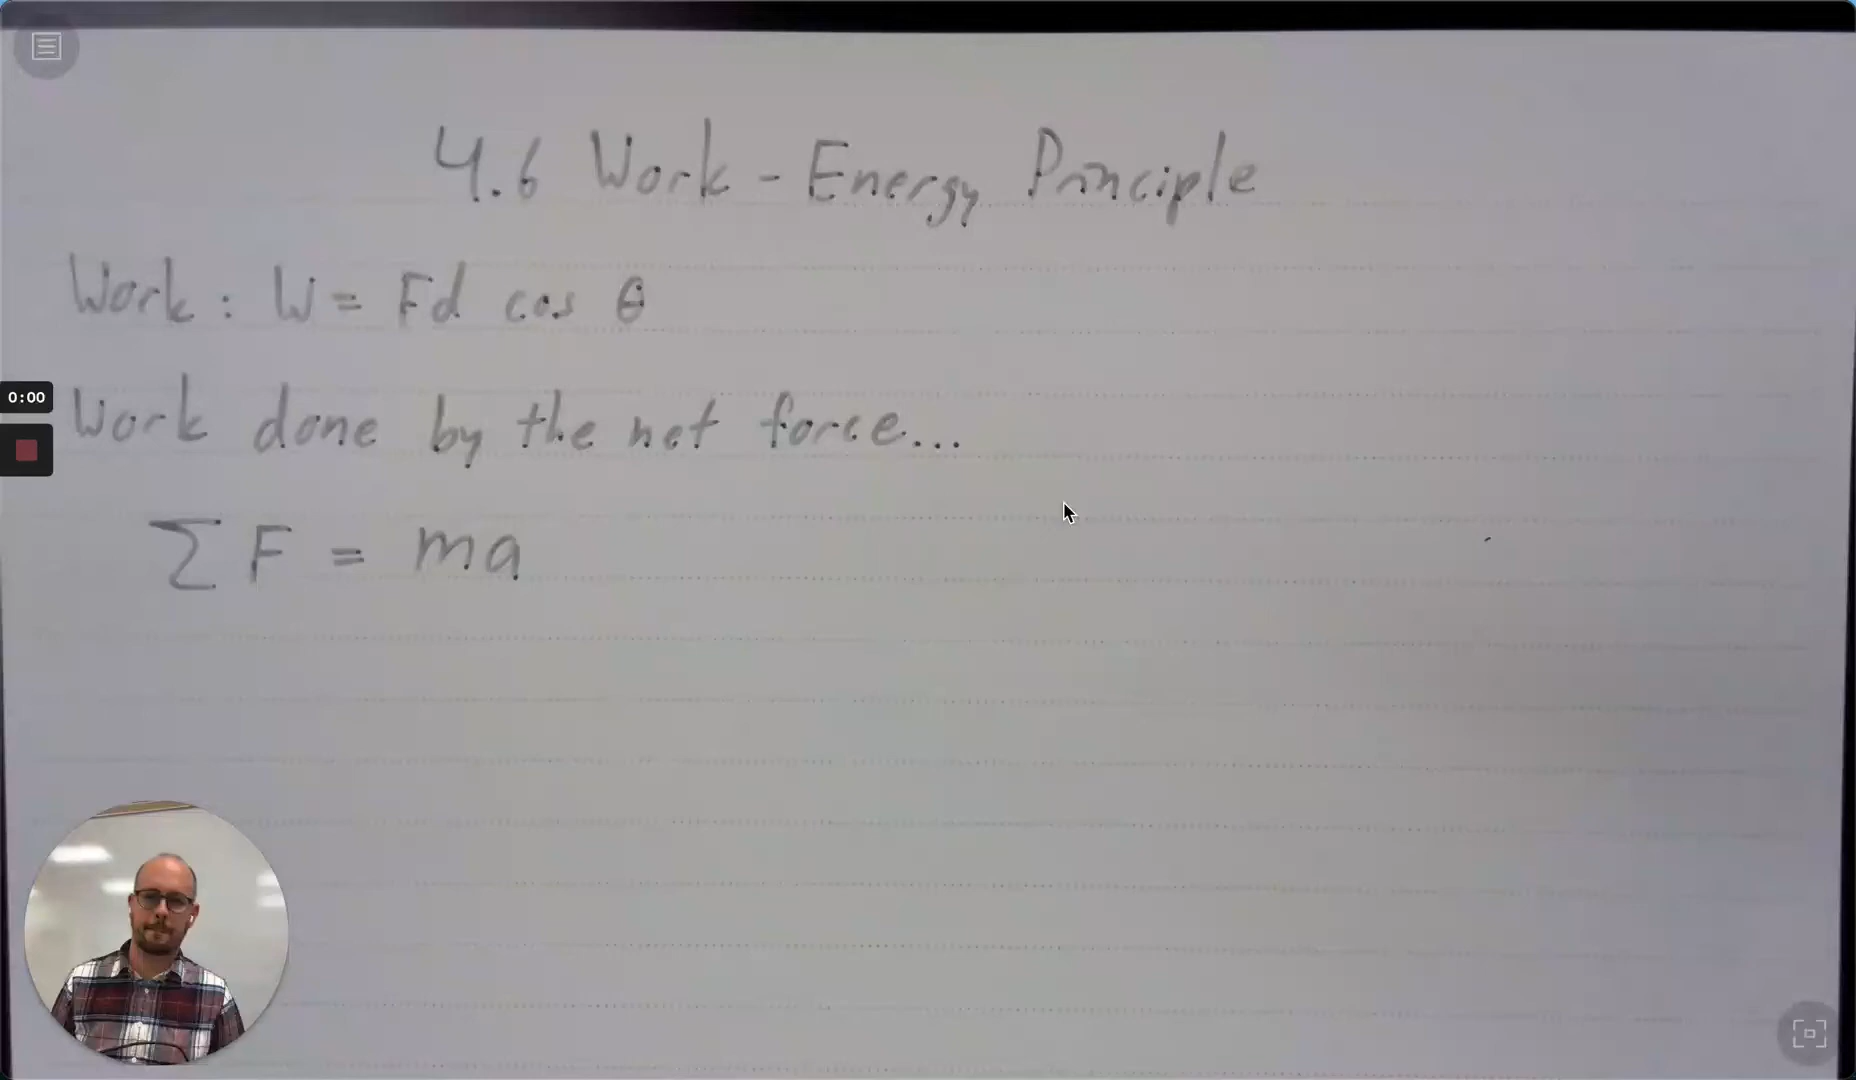 4.6 Work - Energy Principle
Work : W = Fd cos θ
Work done by the net force...
∑ F = ma
0:00